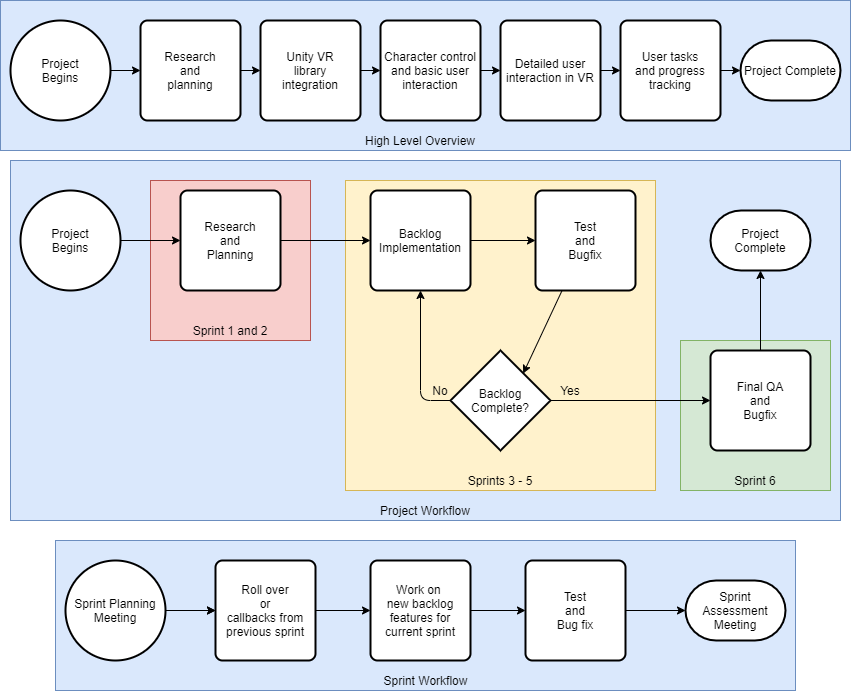 Project
Begins
Research
and
planning
Unity VR
library
integration
Character control
and basic user
interaction
Detailed user
interaction in VR
User tasks
and progress
tracking
Project Complete
High Level Overview
Project
Begins
Research
and
Planning
Sprint 1 and 2
Backlog
Implementation
Test
and
Bugfix
Backlog
Complete?
No
Yes
Sprints 3 - 5
Project
Complete
Final QA
and
Bugfix
Sprint 6
Project Workflow
Sprint Planning
Meeting
Roll over
or
callbacks from
previous sprint
Work on
new backlog
features for
current sprint
Test
and
Bug fix
Sprint
Assessment
Meeting
Sprint Workflow